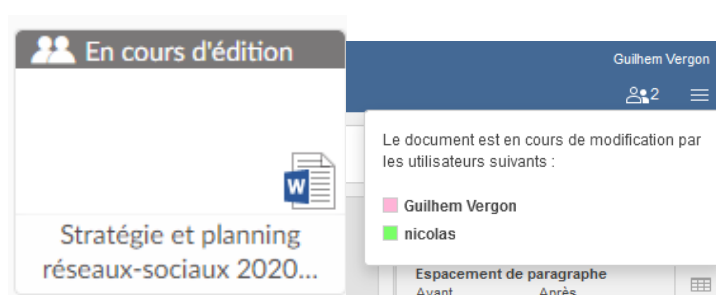 En cours d'édition
W
Stratégie et planning
réseaux-sociaux 2020...
Guilhem Vergon
2
Le document est en cours de modification par
les utilisateurs suivants :
Guilhem Vergon
nicolas
Espacement de paragraphe
Avant Après